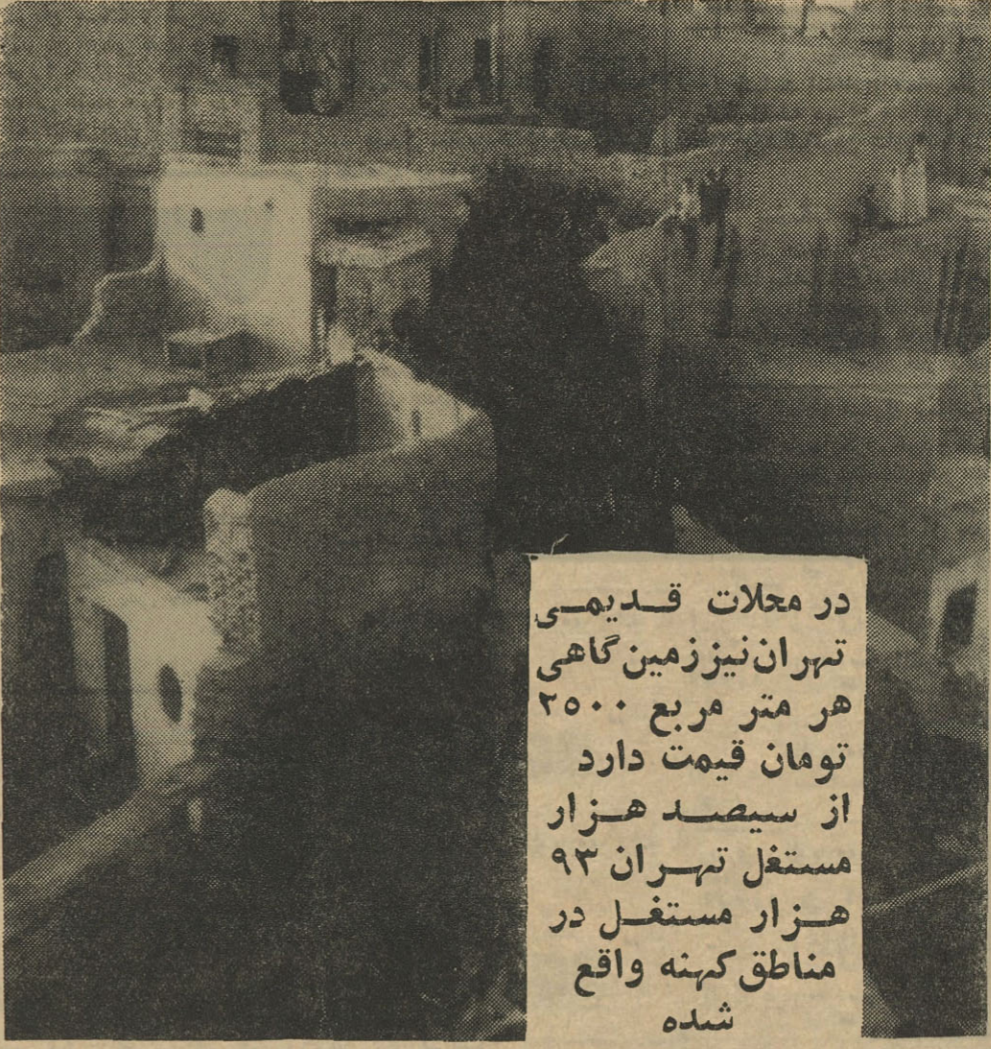 در محلات قدیمی
تهران نیز زمین گاهی
هر متر مربع ۲۵۰۰
تومان قیمت دارد
از سیصد هزار
مستغل تهران ۹۳
هزار مستغل در
مناطق کهنه واقع
شده